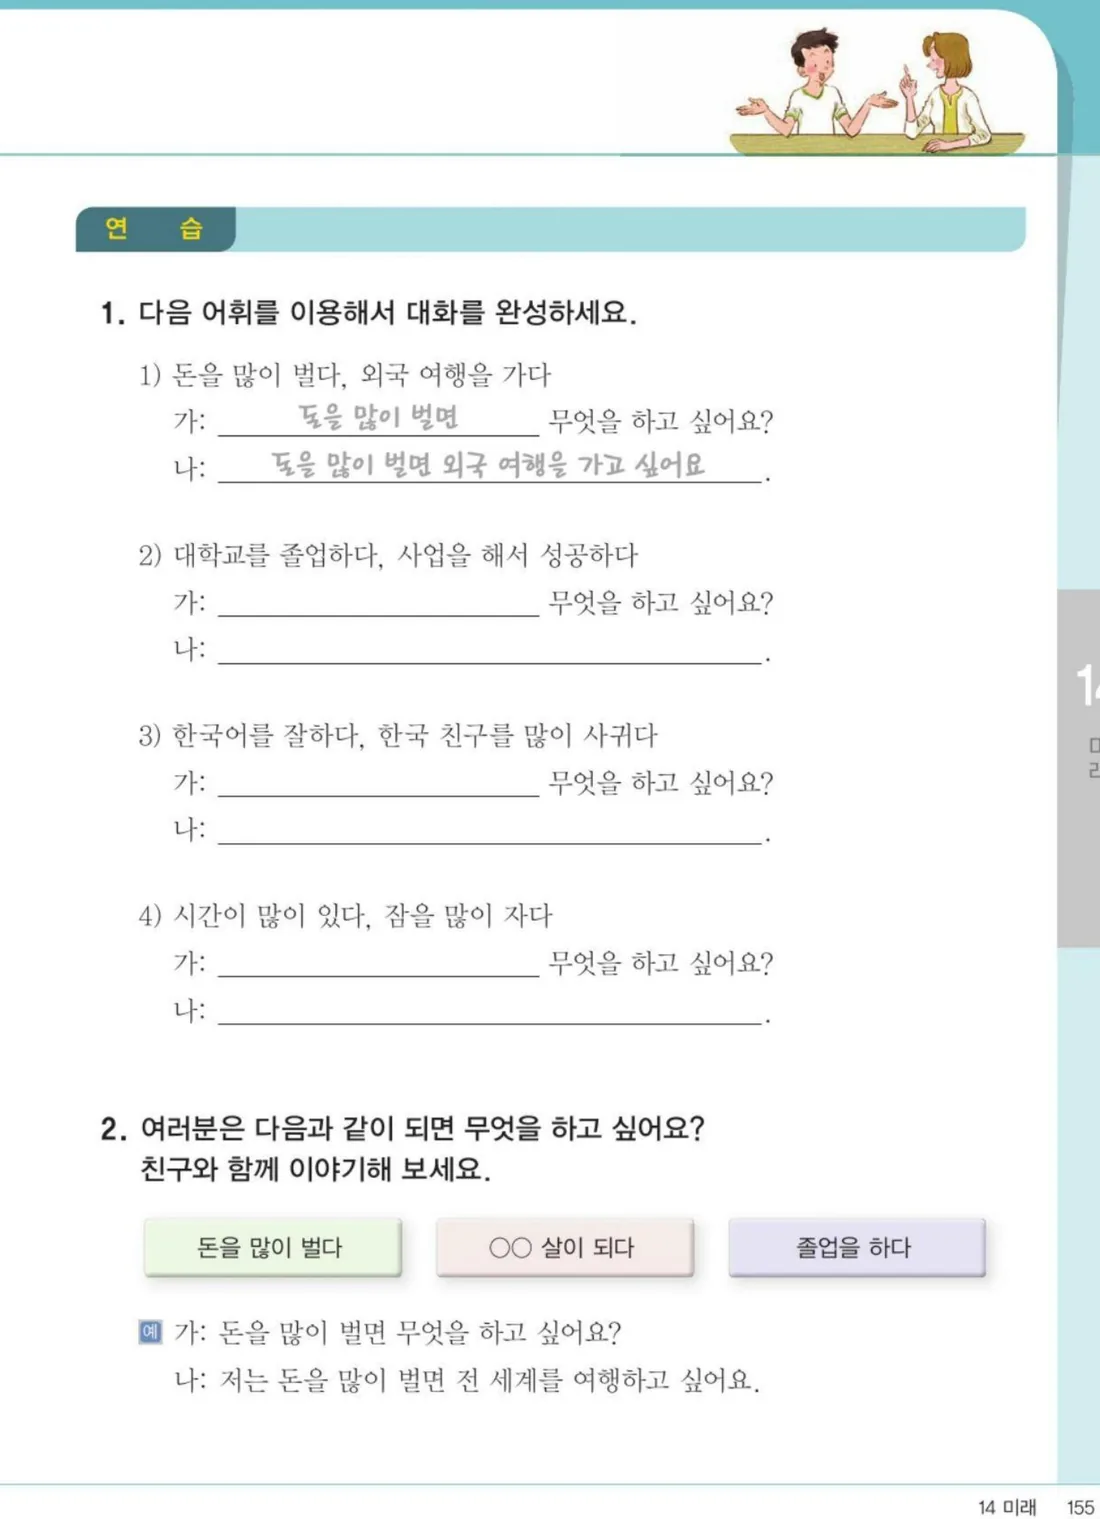 연 습
1. 다음 어휘를 이용해서 대화를 완성하세요.
1) 돈을 많이 벌다, 외국 여행을 가다
가: 돈을 많이 벌면 무엇을 하고 싶어요?
나: 돈을 많이 벌면 외국 여행을 가고 싶어요.
2) 대학교를 졸업하다, 사업을 해서 성공하다
가: 무엇을 하고 싶어요?
나: .
3) 한국어를 잘하다, 한국 친구를 많이 사귀다
가: 무엇을 하고 싶어요?
나: .
4) 시간이 많이 있다, 잠을 많이 자다
가: 무엇을 하고 싶어요?
나: .
2. 여러분은 다음과 같이 되면 무엇을 하고 싶어요?
친구와 함께 이야기해 보세요.
돈을 많이 벌다 ○○ 살이 되다 졸업을 하다
예 가: 돈을 많이 벌면 무엇을 하고 싶어요?
나: 저는 돈을 많이 벌면 전 세계를 여행하고 싶어요.
14 미래 155